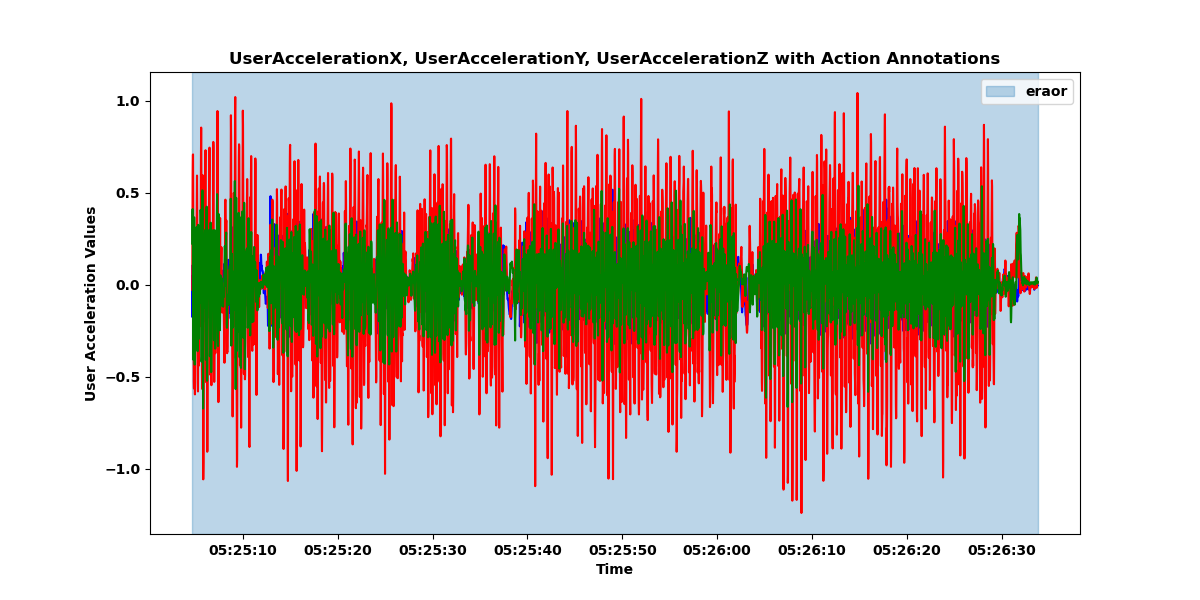 UserAccelerationX, UserAccelerationY, UserAccelerationZ with Action Annotations
eraor
User Acceleration Values
1.0
0.5
0.0
−0.5
−1.0
05:25:10 05:25:20 05:25:30 05:25:40 05:25:50 05:26:00 05:26:10 05:26:20 05:26:30
Time